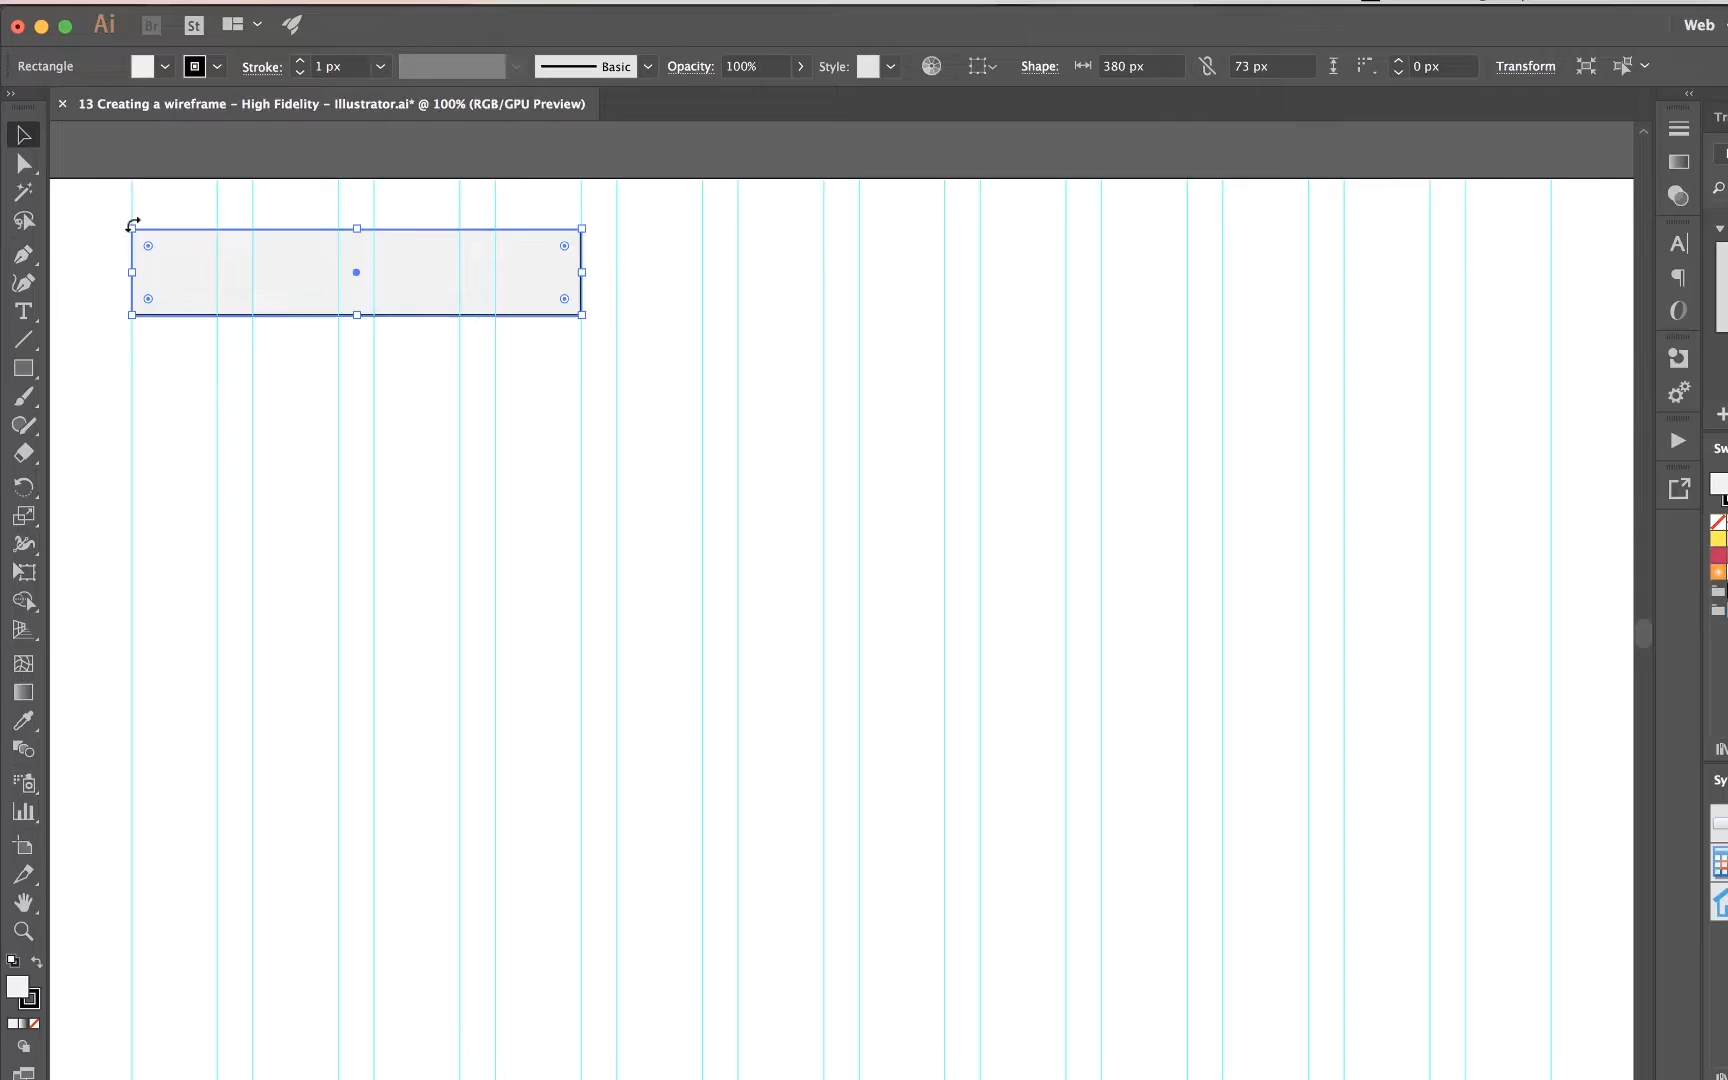 Ai Br St Web
Rectangle Stroke: 1 px Basic Opacity: 100% Style: Shape: 380 px 73 px 0 px Transform
× 13 Creating a wireframe – High Fidelity – Illustrator.ai* @ 100% (RGB/GPU Preview)
Tr
Sw
Sy